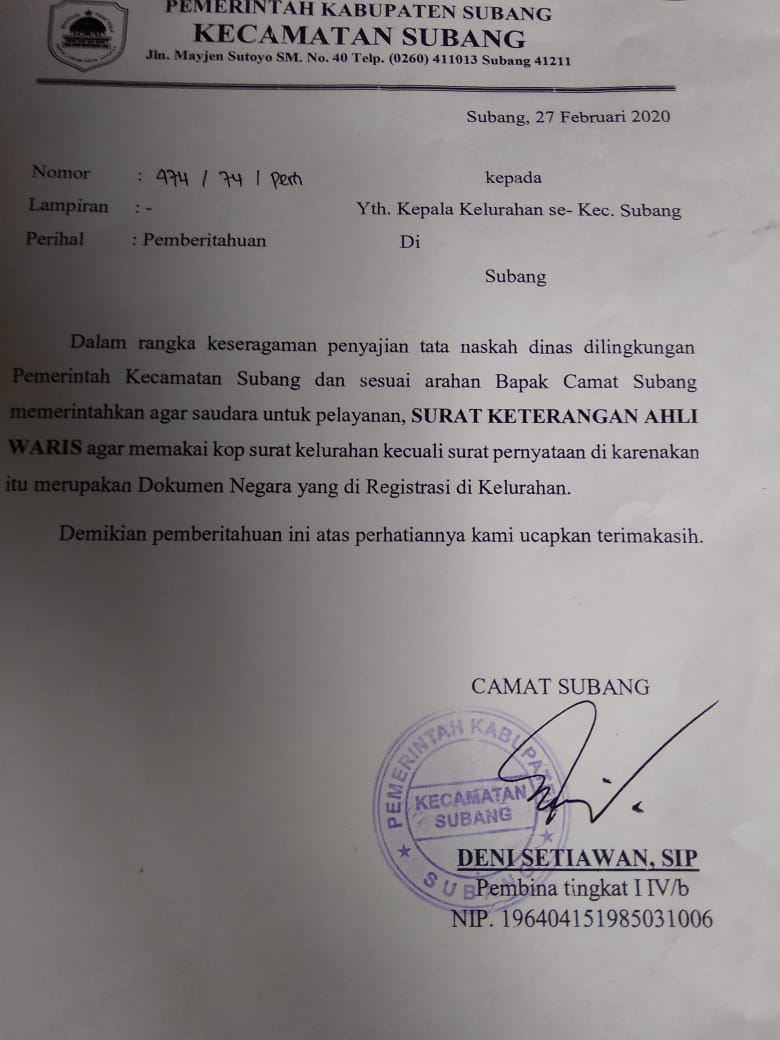 PEMERINTAH KABUPATEN SUBANG
KECAMATAN SUBANG
Jln. Mayjen Sutoyo SM. No. 40 Telp. (0260) 411013 Subang 41211
Subang, 27 Februari 2020
Nomor : 474 / 74 / Pem
Lampiran : -
Perihal : Pemberitahuan
kepada
Yth. Kepala Kelurahan se- Kec. Subang
Di
Subang
Dalam rangka keseragaman penyajian tata naskah dinas dilingkungan
Pemerintah Kecamatan Subang dan sesuai arahan Bapak Camat Subang
memerintahkan agar saudara untuk pelayanan, SURAT KETERANGAN AHLI
WARIS agar memakai kop surat kelurahan kecuali surat pernyataan di karenakan
itu merupakan Dokumen Negara yang di Registrasi di Kelurahan.
Demikian pemberitahuan ini atas perhatiannya kami ucapkan terimakasih.
CAMAT SUBANG
PEMERINTAH KABUPATE
KECAMATAN
SUBANG
SUBANG
DENI SETIAWAN, SIP
Pembina tingkat I IV/b
NIP. 196404151985031006